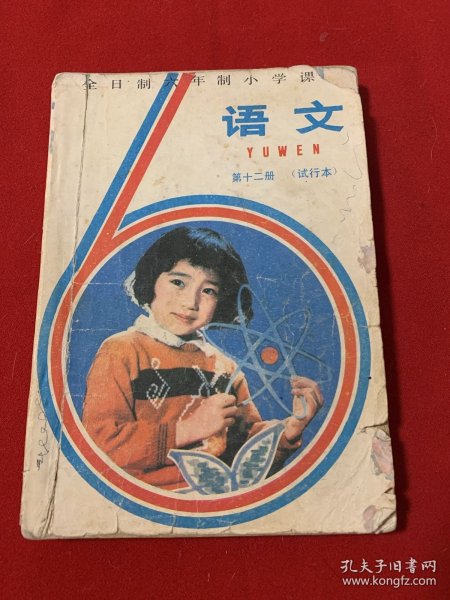 全日制六年制小学课
语文
YUWEN
第十二册 （试行本）
孔夫子旧书网
www.kongfz.com